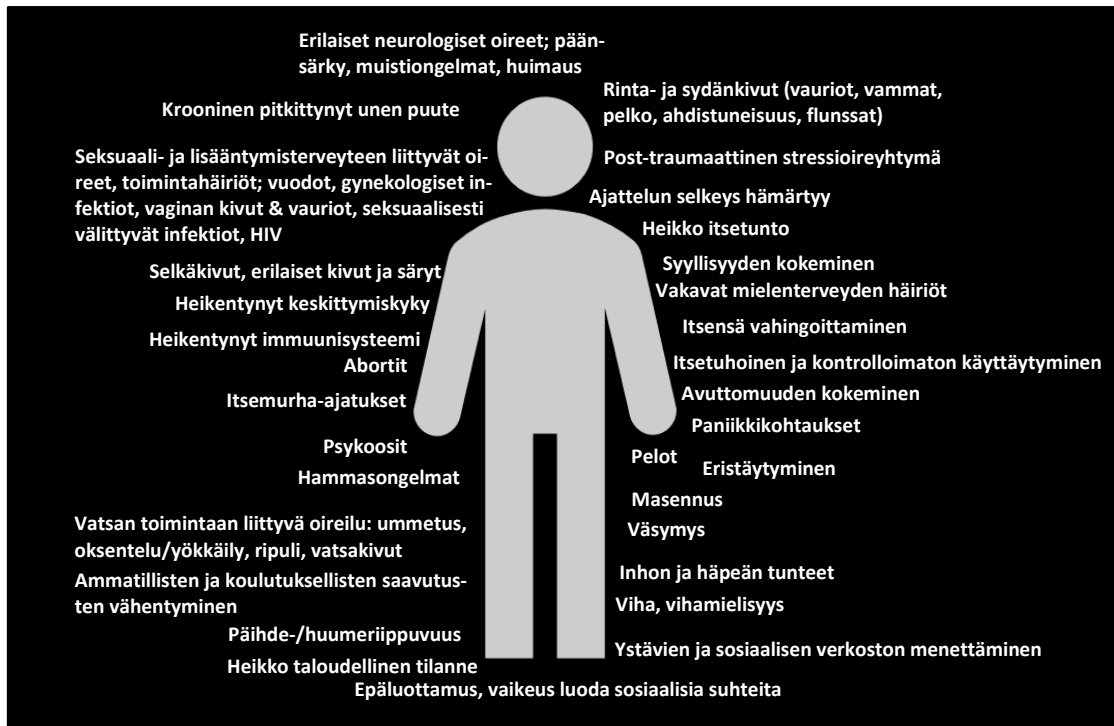 Erilaiset neurologiset oireet; pään-
särky, muistiongelmat, huimaus
Krooninen pitkittynyt unen puute
Seksuaali- ja lisääntymisterveyteen liittyvät oi-
reet, toimintahäiriöt; vuodot, gynekologiset in-
fektiot, vaginan kivut & vauriot, seksuaalisesti
välittyvät infektiot, HIV
Selkäkivut, erilaiset kivut ja säryt
Heikentynyt keskittymiskyky
Heikentynyt immuunisysteemi
Abortit
Itsemurha-ajatukset
Psykoosit
Hammasongelmat
Vatsan toimintaan liittyvä oireilu: ummetus,
oksentelu/yökkäily, ripuli, vatsakivut
Ammatillisten ja koulutuksellisten saavutus-
ten vähentyminen
Päihde-/huumeriippuvuus
Heikko taloudellinen tilanne
Rinta- ja sydänkivut (vauriot, vammat,
pelko, ahdistuneisuus, flunssat)
Post-traumaattinen stressioireyhtymä
Ajattelun selkeys hämärtyy
Heikko itsetunto
Syyllisyyden kokeminen
Vakavat mielenterveyden häiriöt
Itsensä vahingoittaminen
Itsetuhoinen ja kontrolloimaton käyttäytyminen
Avuttomuuden kokeminen
Paniikkikohtaukset
Pelot
Eristäytyminen
Masennus
Väsymys
Inhon ja häpeän tunteet
Viha, vihamielisyys
Ystävien ja sosiaalisen verkoston menettäminen
Epäluottamus, vaikeus luoda sosiaalisia suhteita